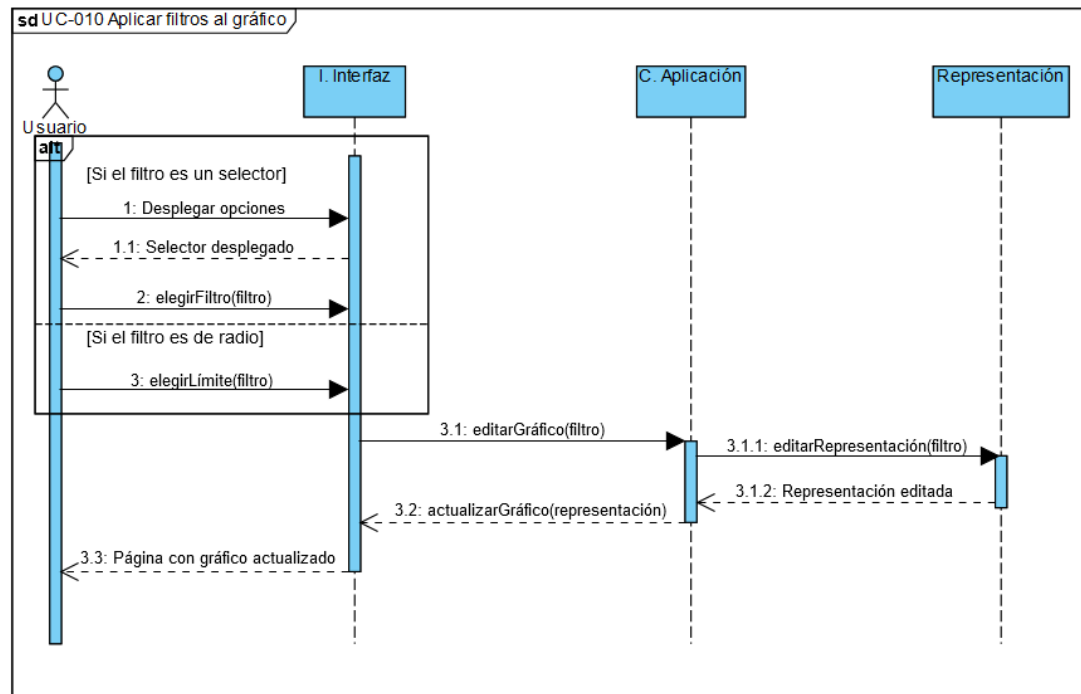 sd UC-010 Aplicar filtros al gráfico
Usuario
I. Interfaz
C. Aplicación
Representación
alt
[Si el filtro es un selector]
1: Desplegar opciones
1.1: Selector desplegado
2: elegirFiltro(filtro)
[Si el filtro es de radio]
3: elegirLímite(filtro)
3.1: editarGráfico(filtro)
3.1.1: editarRepresentación(filtro)
3.1.2: Representación editada
3.2: actualizarGráfico(representación)
3.3: Página con gráfico actualizado